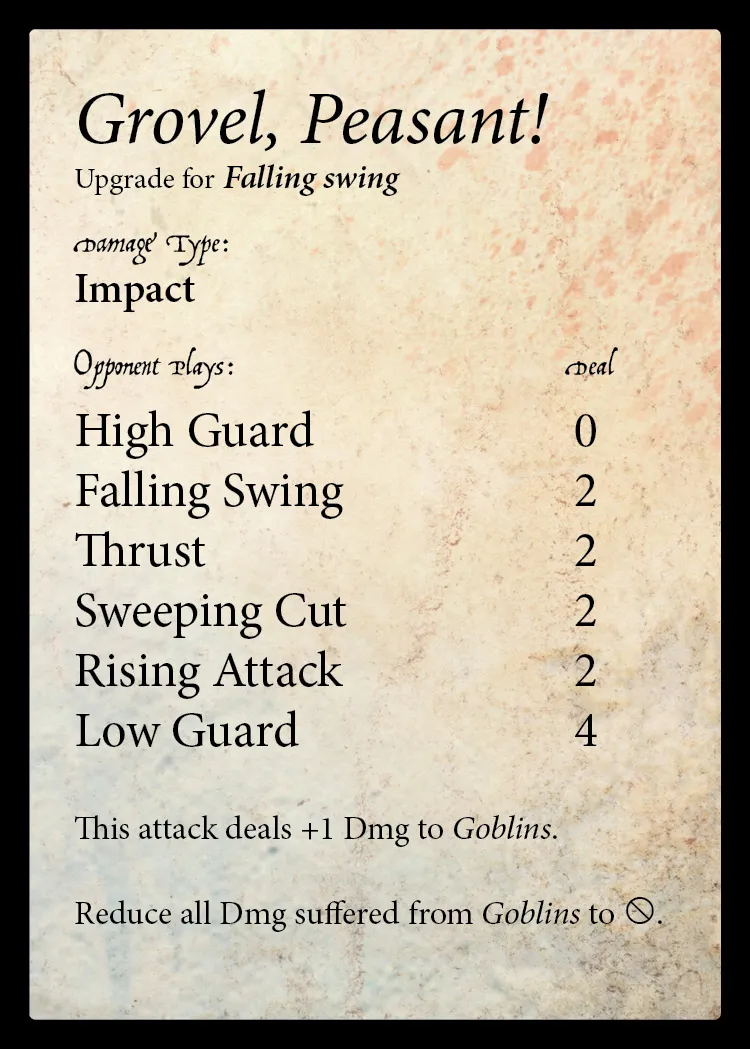 Grovel, Peasant!
Upgrade for Falling swing
Damage Type:
Impact
Opponent Plays: Deal
High Guard 0
Falling Swing 2
Thrust 2
Sweeping Cut 2
Rising Attack 2
Low Guard 4
This attack deals +1 Dmg to Goblins.
Reduce all Dmg suffered from Goblins to 🛇.